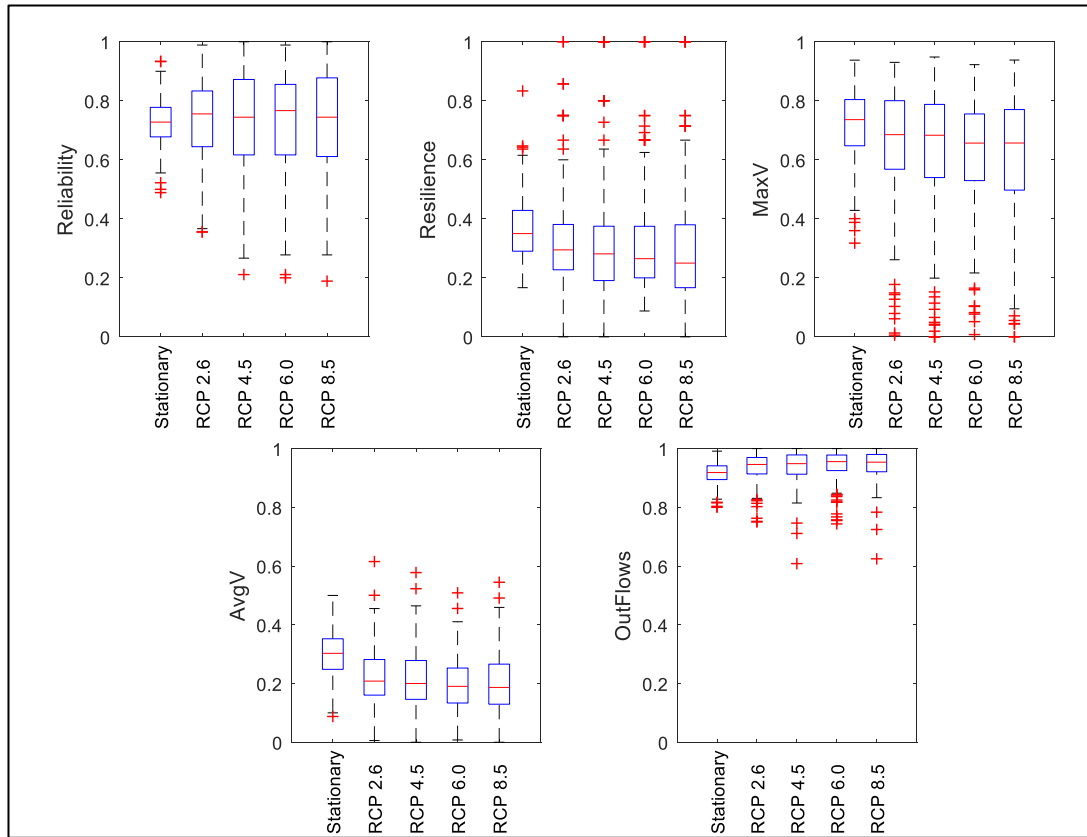 1
0.8
0.6
0.4
0.2
0
Reliability
Stationary
RCP 2.6
RCP 4.5
RCP 6.0
RCP 8.5
1
0.8
0.6
0.4
0.2
0
Resilience
Stationary
RCP 2.6
RCP 4.5
RCP 6.0
RCP 8.5
1
0.8
0.6
0.4
0.2
0
MaxV
Stationary
RCP 2.6
RCP 4.5
RCP 6.0
RCP 8.5
1
0.8
0.6
0.4
0.2
0
AvgV
Stationary
RCP 2.6
RCP 4.5
RCP 6.0
RCP 8.5
1
0.8
0.6
0.4
0.2
0
OutFlows
Stationary
RCP 2.6
RCP 4.5
RCP 6.0
RCP 8.5